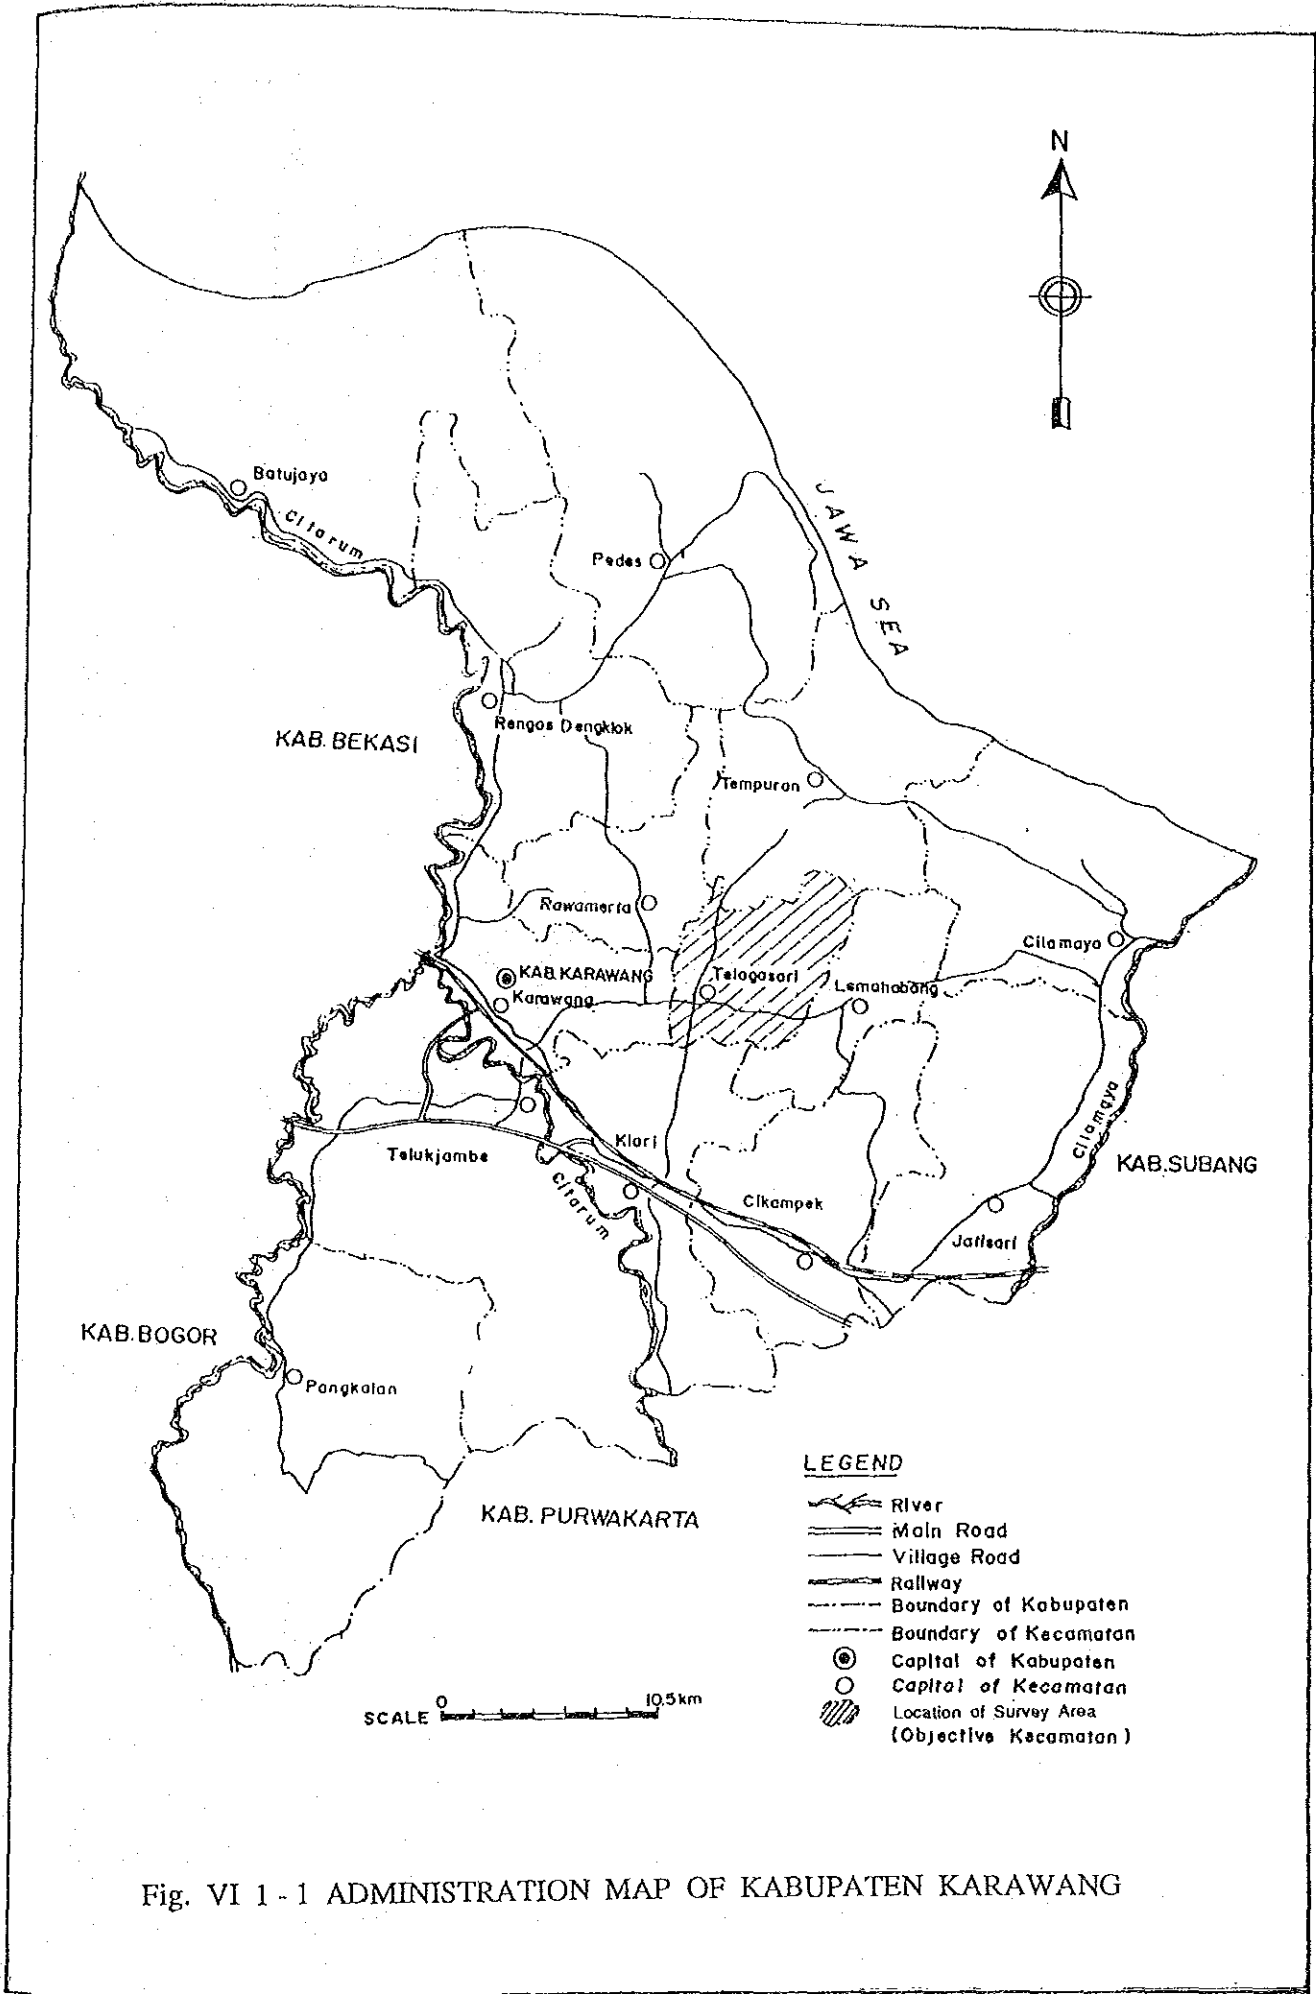 N
Batujaya
Citarum
Pedes
JAWA SEA
Rengas Dengklok
KAB. BEKASI
Tempuran
Rawamerta
Cilamaya
KAB. KARAWANG
Telagasari
Karawang
Lemahabang
Cilamaya
Klari
Telukjambe
KAB.SUBANG
Citarum
Cikampek
Jatisari
KAB.BOGOR
Pangkalan
LEGEND
KAB. PURWAKARTA
River
Main Road
Village Road
Railway
Boundary of Kabupaten
Boundary of Kecamatan
Capital of Kabupaten
Capital of Kecamatan
SCALE 0 10.5 km
Location of Survey Area
(Objective Kecamatan)
Fig. VI 1 - 1 ADMINISTRATION MAP OF KABUPATEN KARAWANG